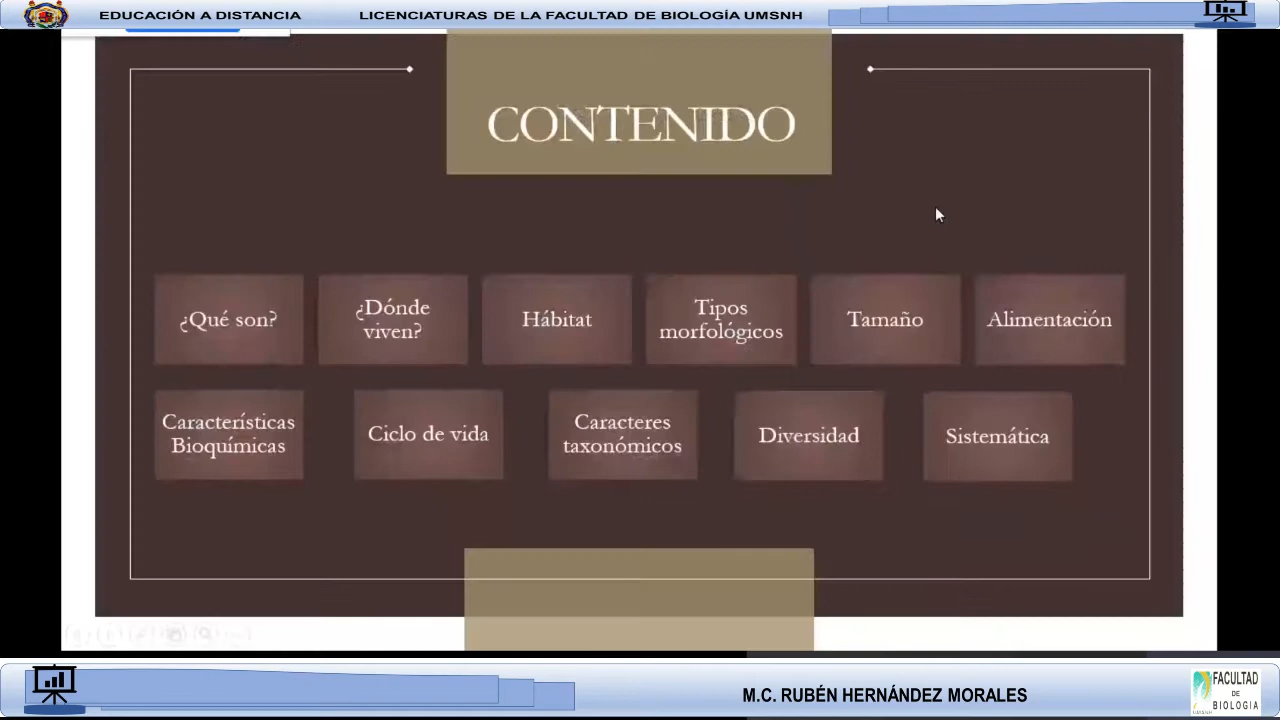 EDUCACIÓN A DISTANCIA
LICENCIATURAS DE LA FACULTAD DE BIOLOGÍA UMSNH
CONTENIDO
¿Qué son?
¿Dónde
viven?
Hábitat
Tipos
morfológicos
Tamaño
Alimentación
Características
Bioquímicas
Ciclo de vida
Caracteres
taxonómicos
Diversidad
Sistemática
M.C. RUBÉN HERNÁNDEZ MORALES
FACULTAD
DE
BIOLOGIA
UMSNH